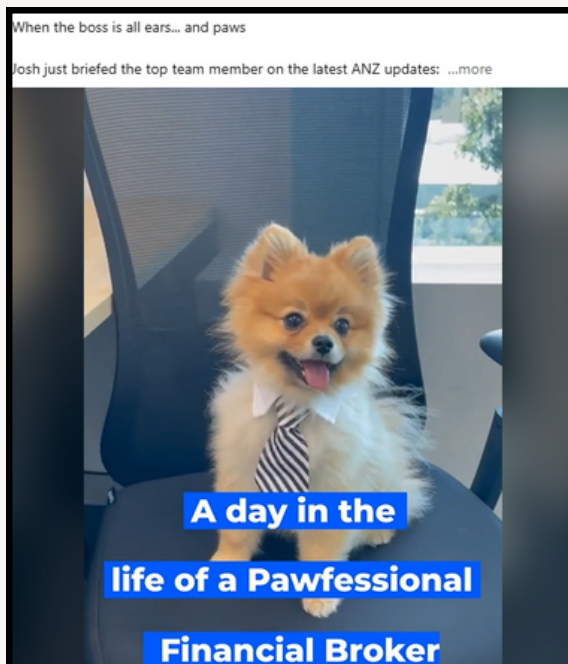 When the boss is all ears... and paws
Josh just briefed the top team member on the latest ANZ updates: ...more
A day in the
life of a Pawfessional
Financial Broker